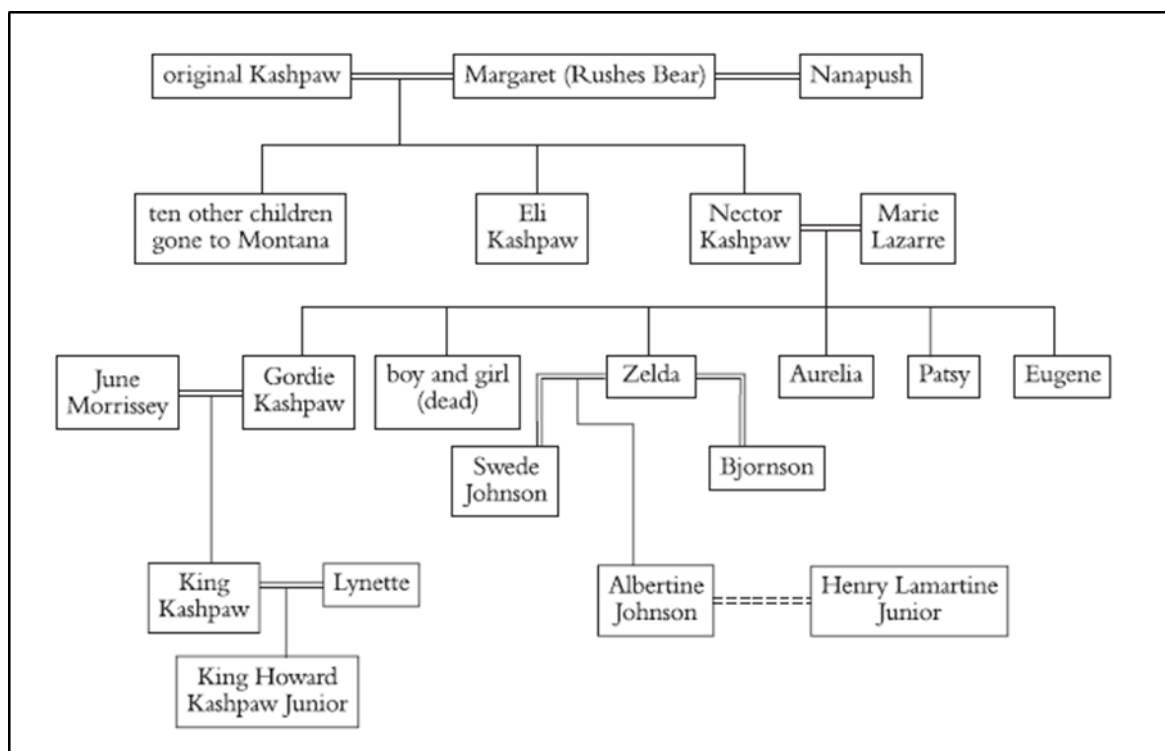 original Kashpaw
Margaret (Rushes Bear)
Nanapush
ten other children
gone to Montana
Eli
Kashpaw
Nector
Kashpaw
Marie
Lazarre
June
Morrissey
Gordie
Kashpaw
boy and girl
(dead)
Zelda
Aurelia
Patsy
Eugene
Swede
Johnson
Bjornson
King
Kashpaw
Lynette
Albertine
Johnson
Henry Lamartine
Junior
King Howard
Kashpaw Junior